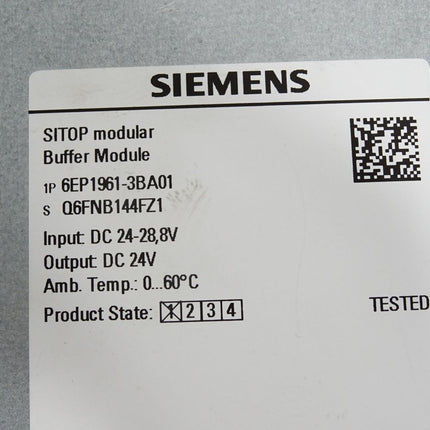 SIEMENS
SITOP modular
Buffer Module
1P 6EP1961-3BA01
S Q6FNB144FZ1
Input: DC 24-28,8V
Output: DC 24V
Amb. Temp.: 0...60°C
Product State: 1 2 3 4
TESTED